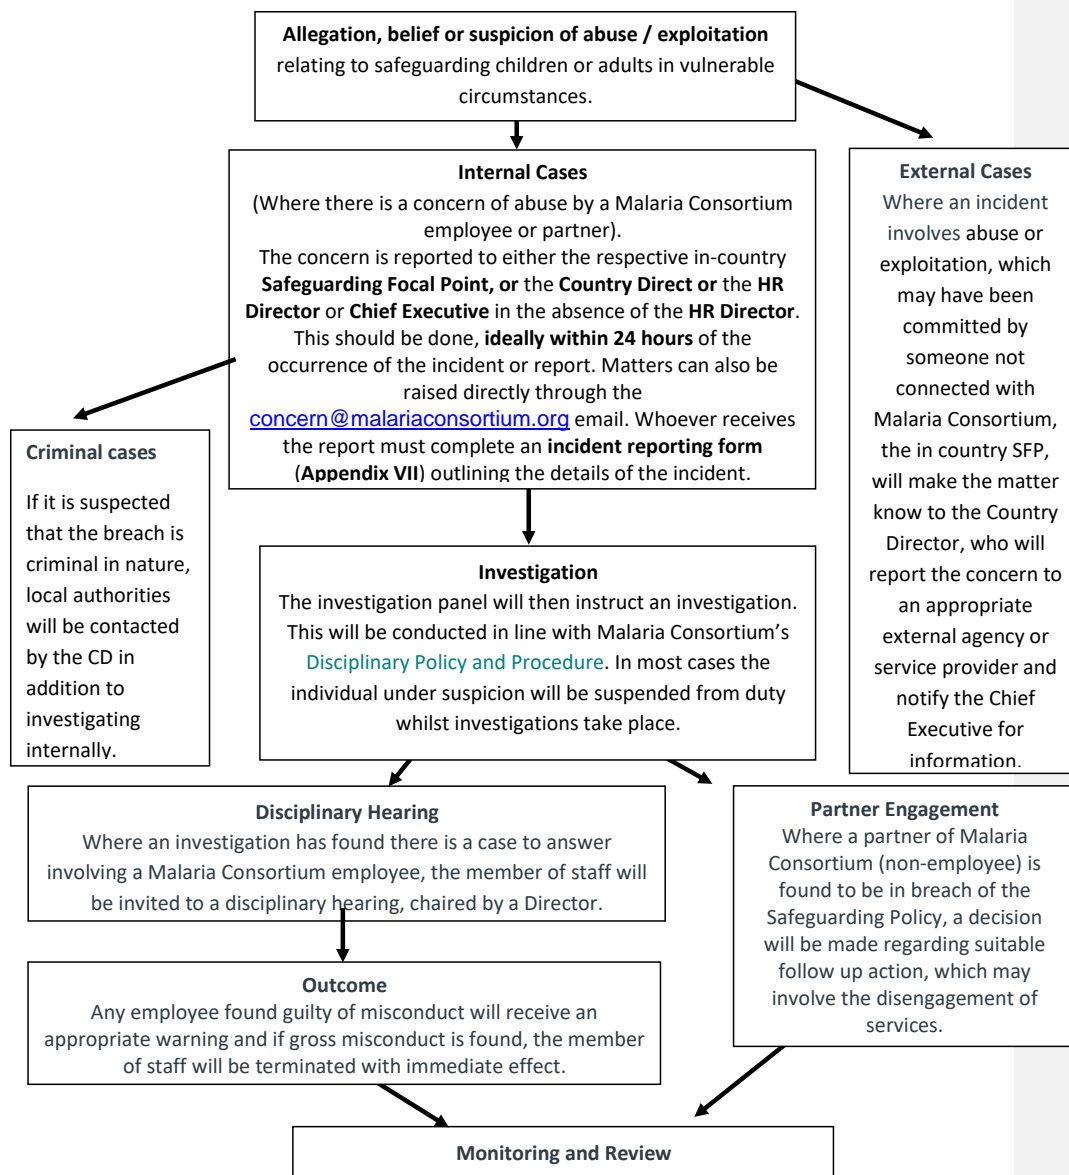 Allegation, belief or suspicion of abuse / exploitation
relating to safeguarding children or adults in vulnerable
circumstances.
Internal Cases
(Where there is a concern of abuse by a Malaria Consortium
employee or partner).
The concern is reported to either the respective in-country
Safeguarding Focal Point, or the Country Direct or the HR
Director or Chief Executive in the absence of the HR Director.
This should be done, ideally within 24 hours of the
occurrence of the incident or report. Matters can also be
raised directly through the
concern@malariaconsortium.org email. Whoever receives
the report must complete an incident reporting form
(Appendix VII) outlining the details of the incident.
External Cases
Where an incident
involves abuse or
exploitation, which
may have been
committed by
someone not
connected with
Malaria Consortium,
the in country SFP,
will make the matter
know to the Country
Director, who will
report the concern to
an appropriate
external agency or
service provider and
notify the Chief
Executive for
information.
Criminal cases
If it is suspected
that the breach is
criminal in nature,
local authorities
will be contacted
by the CD in
addition to
investigating
internally.
Investigation
The investigation panel will then instruct an investigation.
This will be conducted in line with Malaria Consortium’s
Disciplinary Policy and Procedure. In most cases the
individual under suspicion will be suspended from duty
whilst investigations take place.
Disciplinary Hearing
Where an investigation has found there is a case to answer
involving a Malaria Consortium employee, the member of staff will
be invited to a disciplinary hearing, chaired by a Director.
Partner Engagement
Where a partner of Malaria
Consortium (non-employee) is
found to be in breach of the
Safeguarding Policy, a decision
will be made regarding suitable
follow up action, which may
involve the disengagement of
services.
Outcome
Any employee found guilty of misconduct will receive an
appropriate warning and if gross misconduct is found, the member
of staff will be terminated with immediate effect.
Monitoring and Review